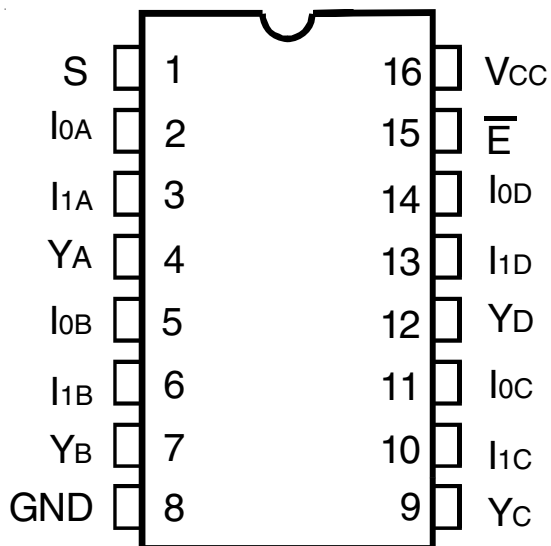 S 1 16 VCC
I0A 2 15 E̅
I1A 3 14 I0D
YA 4 13 I1D
I0B 5 12 YD
I1B 6 11 I0C
YB 7 10 I1C
GND 8 9 YC